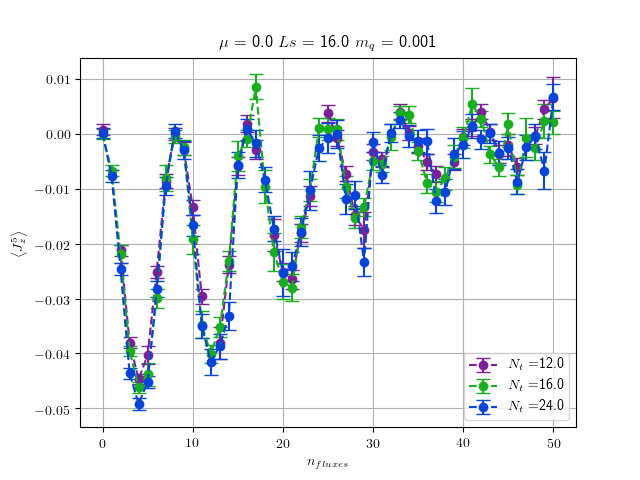 μ = 0.0 Ls = 16.0 m_q = 0.001
0.01
0.00
−0.01
−0.02
−0.03
−0.04
−0.05
⟨J_z^5⟩
N_t =12.0
N_t =16.0
N_t =24.0
0 10 20 30 40 50
n_{fluxes}